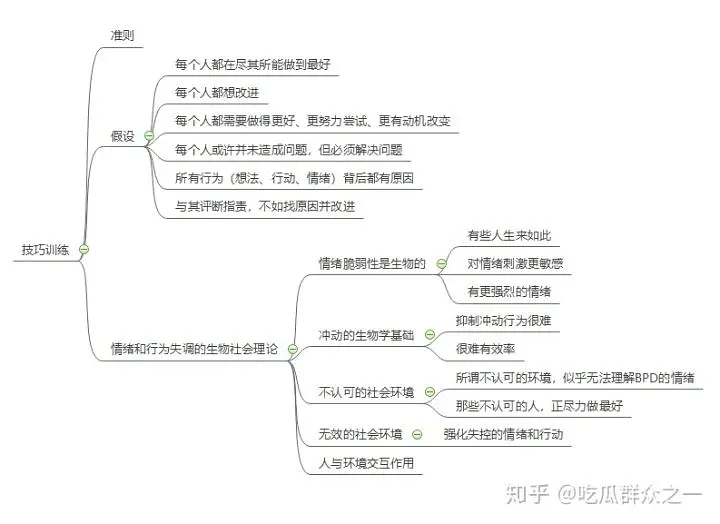 准则
每个人都在尽其所能做到最好
每个人都想改进
每个人都需要做得更好、更努力尝试、更有动机改变
假设
每个人或许并未造成问题，但必须解决问题
所有行为（想法、行动、情绪）背后都有原因
与其评断指责，不如找原因并改进
技巧训练
有些人生来如此
情绪脆弱性是生物的
对情绪刺激更敏感
有更强烈的情绪
抑制冲动行为很难
冲动的生物学基础
很难有效率
情绪和行为失调的生物社会理论
所谓不认可的环境，似乎无法理解BPD的情绪
不认可的社会环境
那些不认可的人，正尽力做最好
无效的社会环境
强化失控的情绪和行动
人与环境交互作用
知乎 @吃瓜群众之一